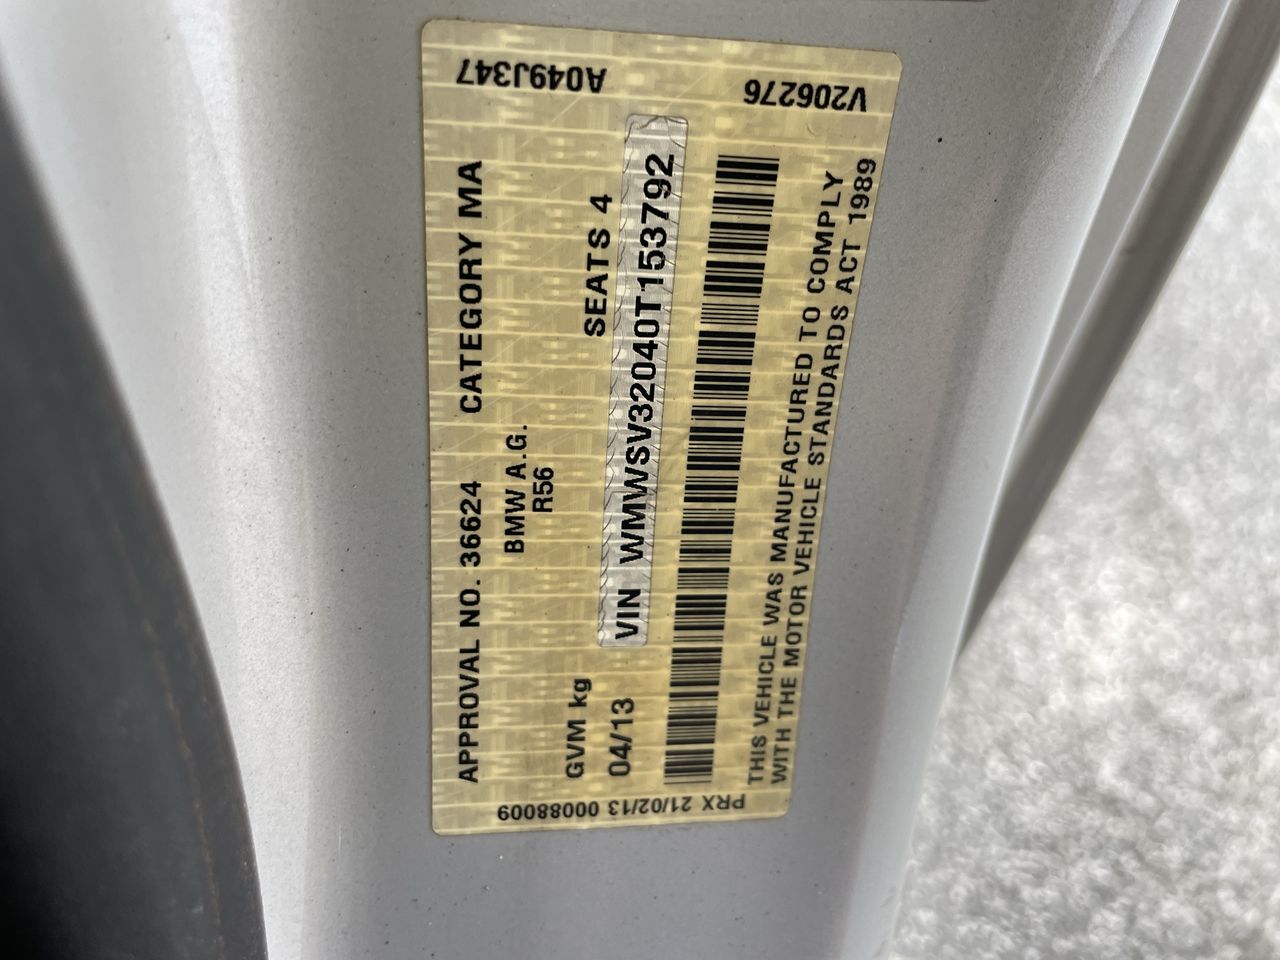 APPROVAL NO. 36624 CATEGORY MA
BMW A.G.
R56
GVM kg SEATS 4
04/13 VIN WMWSV32040T153792
THIS VEHICLE WAS MANUFACTURED TO COMPLY
WITH THE MOTOR VEHICLE STANDARDS ACT 1989
A049J347 V206276
PRX 21/02/13 00088009